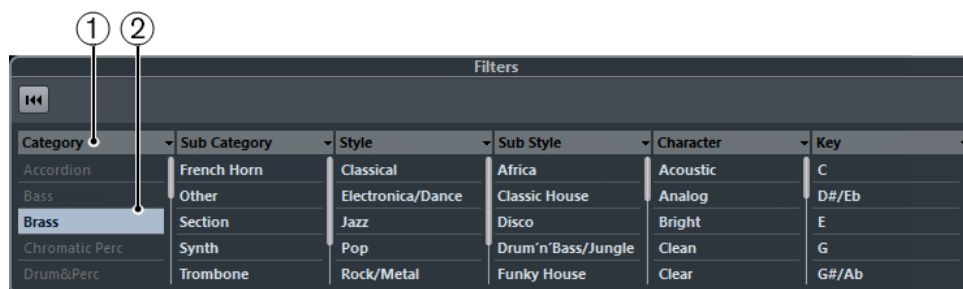 1 2
Filters
Category Sub Category Style Sub Style Character Key
Accordion French Horn Classical Africa Acoustic C
Bass Other Electronica/Dance Classic House Analog D#/Eb
Brass Section Jazz Disco Bright E
Chromatic Perc Synth Pop Drum´n´Bass/Jungle Clean G
Drum&Perc Trombone Rock/Metal Funky House Clear G#/Ab